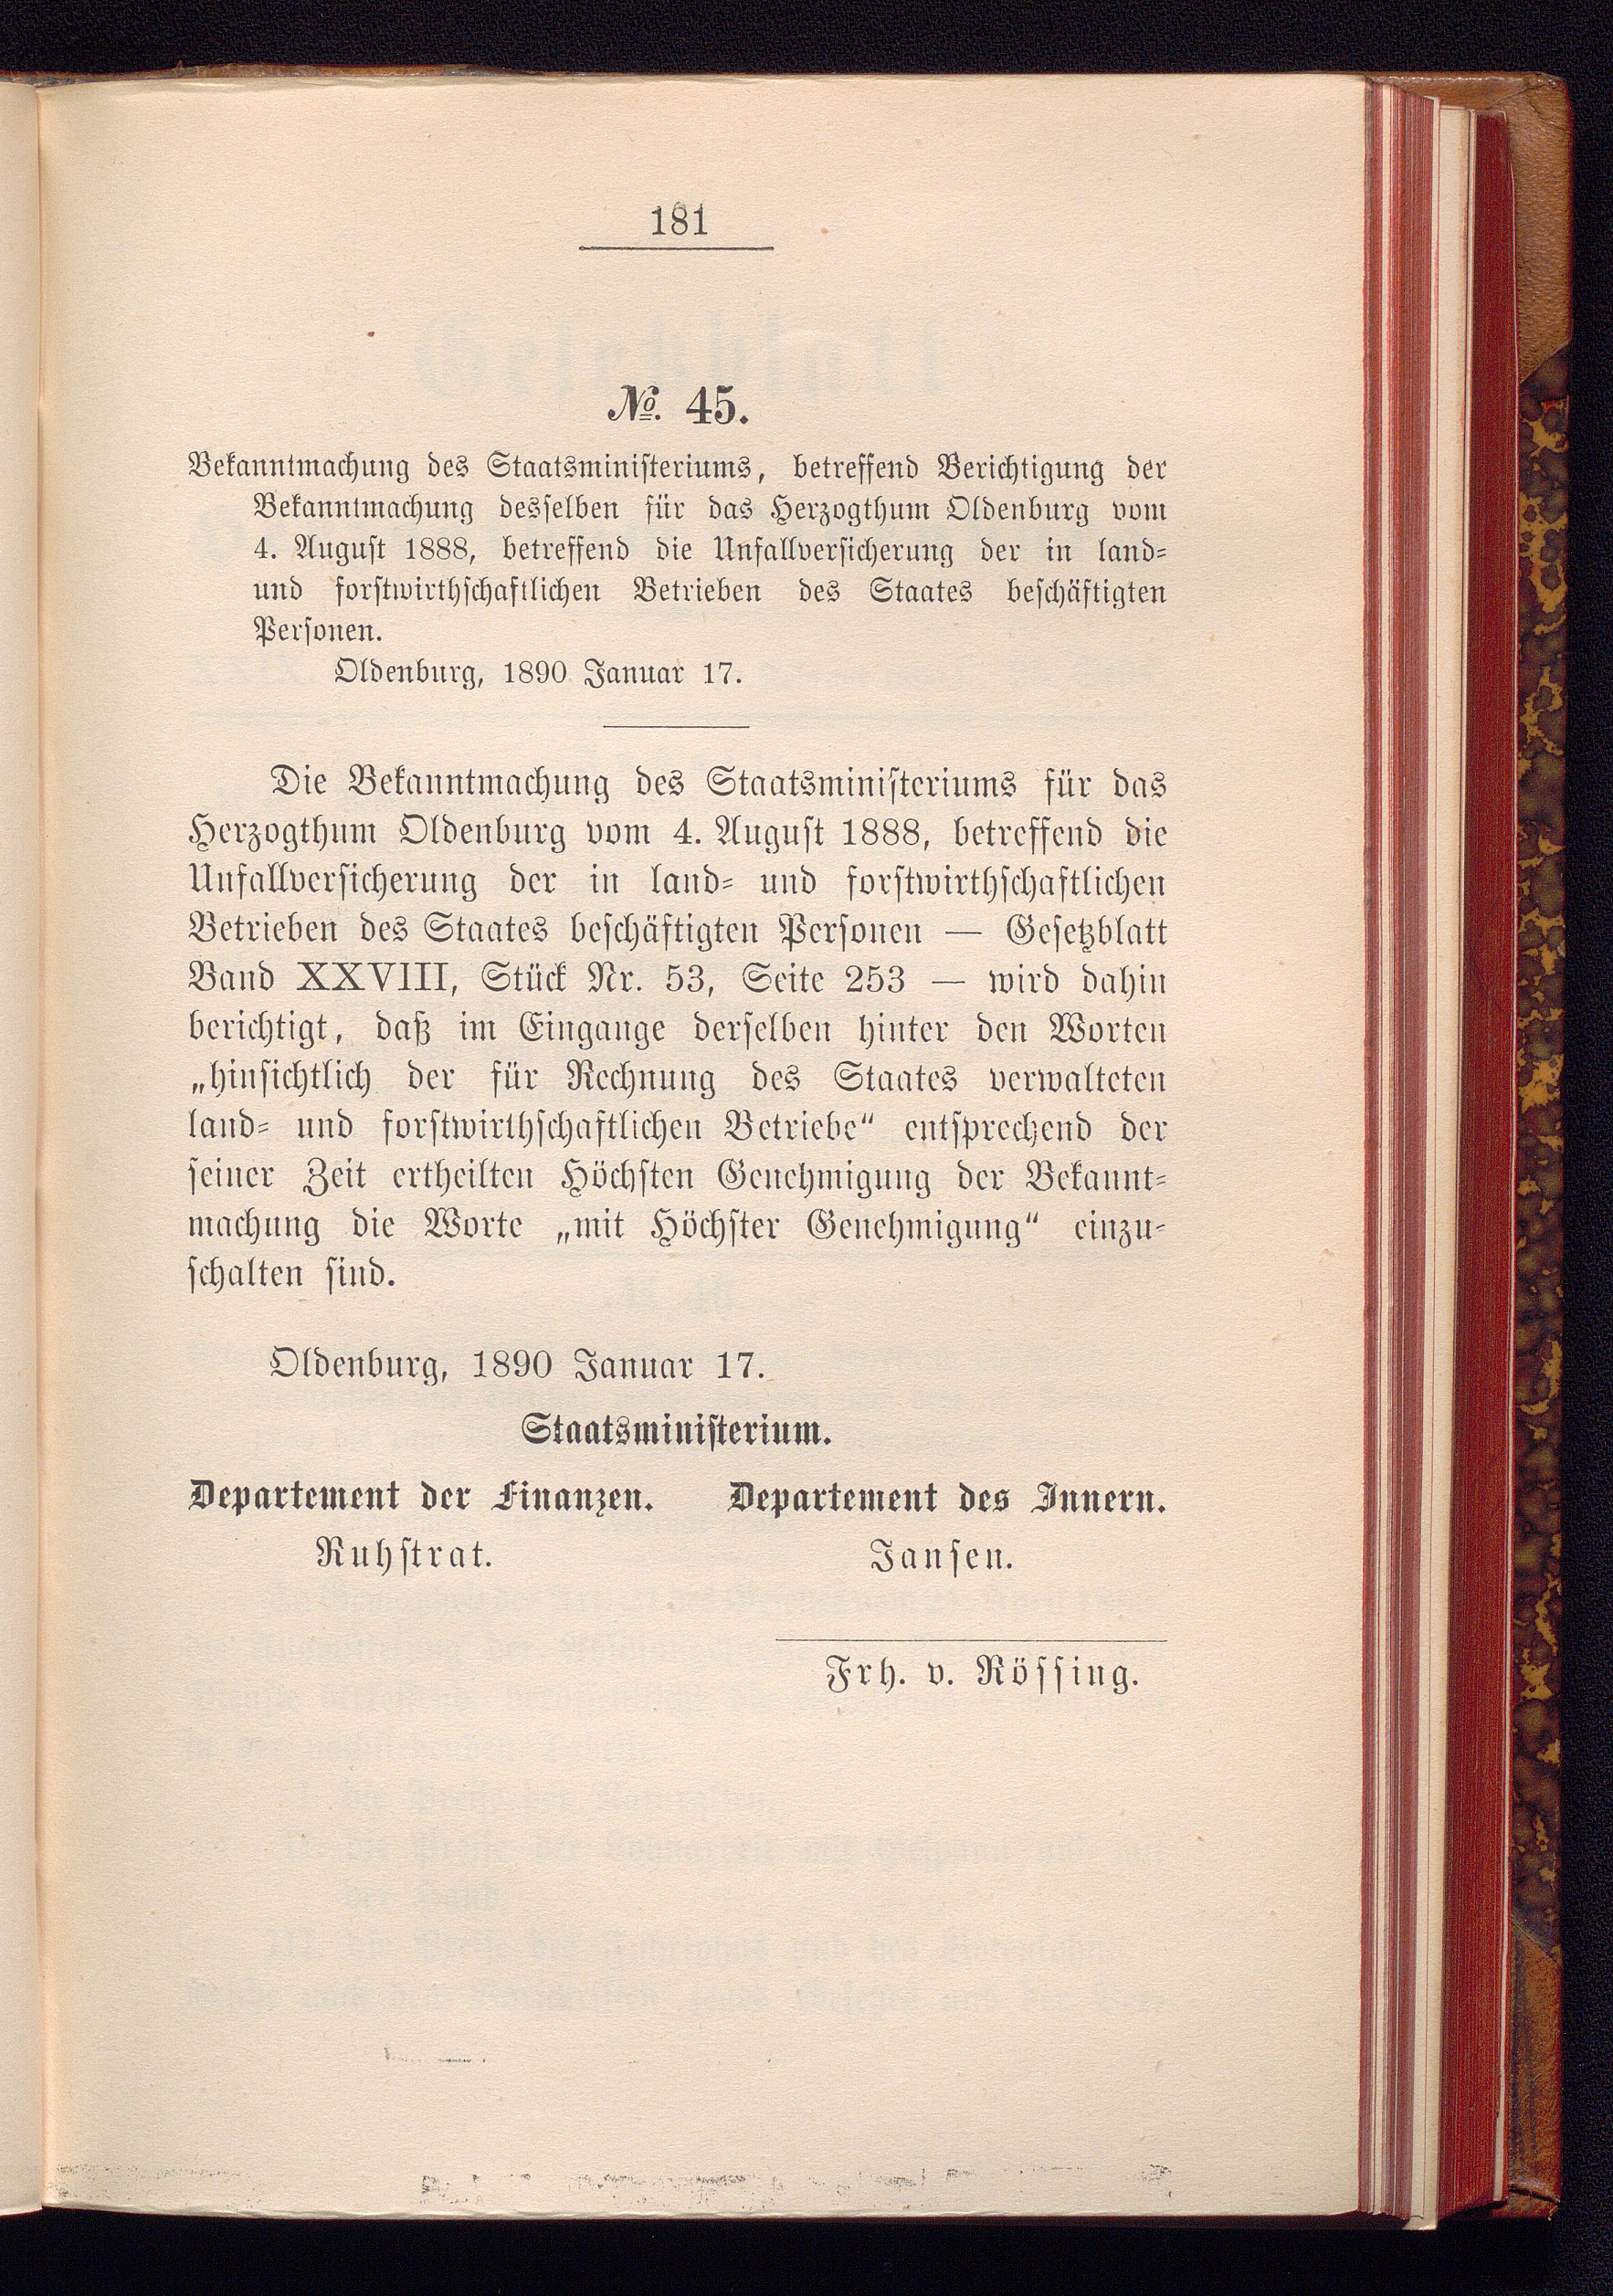 181
№. 45.
Bekanntmachung des Staatsministeriums, betreffend Berichtigung der
Bekanntmachung desselben für das Herzogthum Oldenburg vom
4. August 1888, betreffend die Unfallversicherung der in land-
und forstwirthschaftlichen Betrieben des Staates beschäftigten
Personen.
Oldenburg, 1890 Januar 17.
Die Bekanntmachung des Staatsministeriums für das
Herzogthum Oldenburg vom 4. August 1888, betreffend die
Unfallversicherung der in land- und forstwirthschaftlichen
Betrieben des Staates beschäftigten Personen — Gesetzblatt
Band XXVIII, Stück Nr. 53, Seite 253 — wird dahin
berichtigt, daß im Eingange derselben hinter den Worten
„hinsichtlich der für Rechnung des Staates verwalteten
land- und forstwirthschaftlichen Betriebe“ entsprechend der
seiner Zeit ertheilten Höchsten Genehmigung der Bekannt-
machung die Worte „mit Höchster Genehmigung“ einzu-
schalten sind.
Oldenburg, 1890 Januar 17.
Staatsministerium.
Departement der Finanzen. Departement des Innern.
Ruhstrat. Jansen.
Frh. v. Rössing.